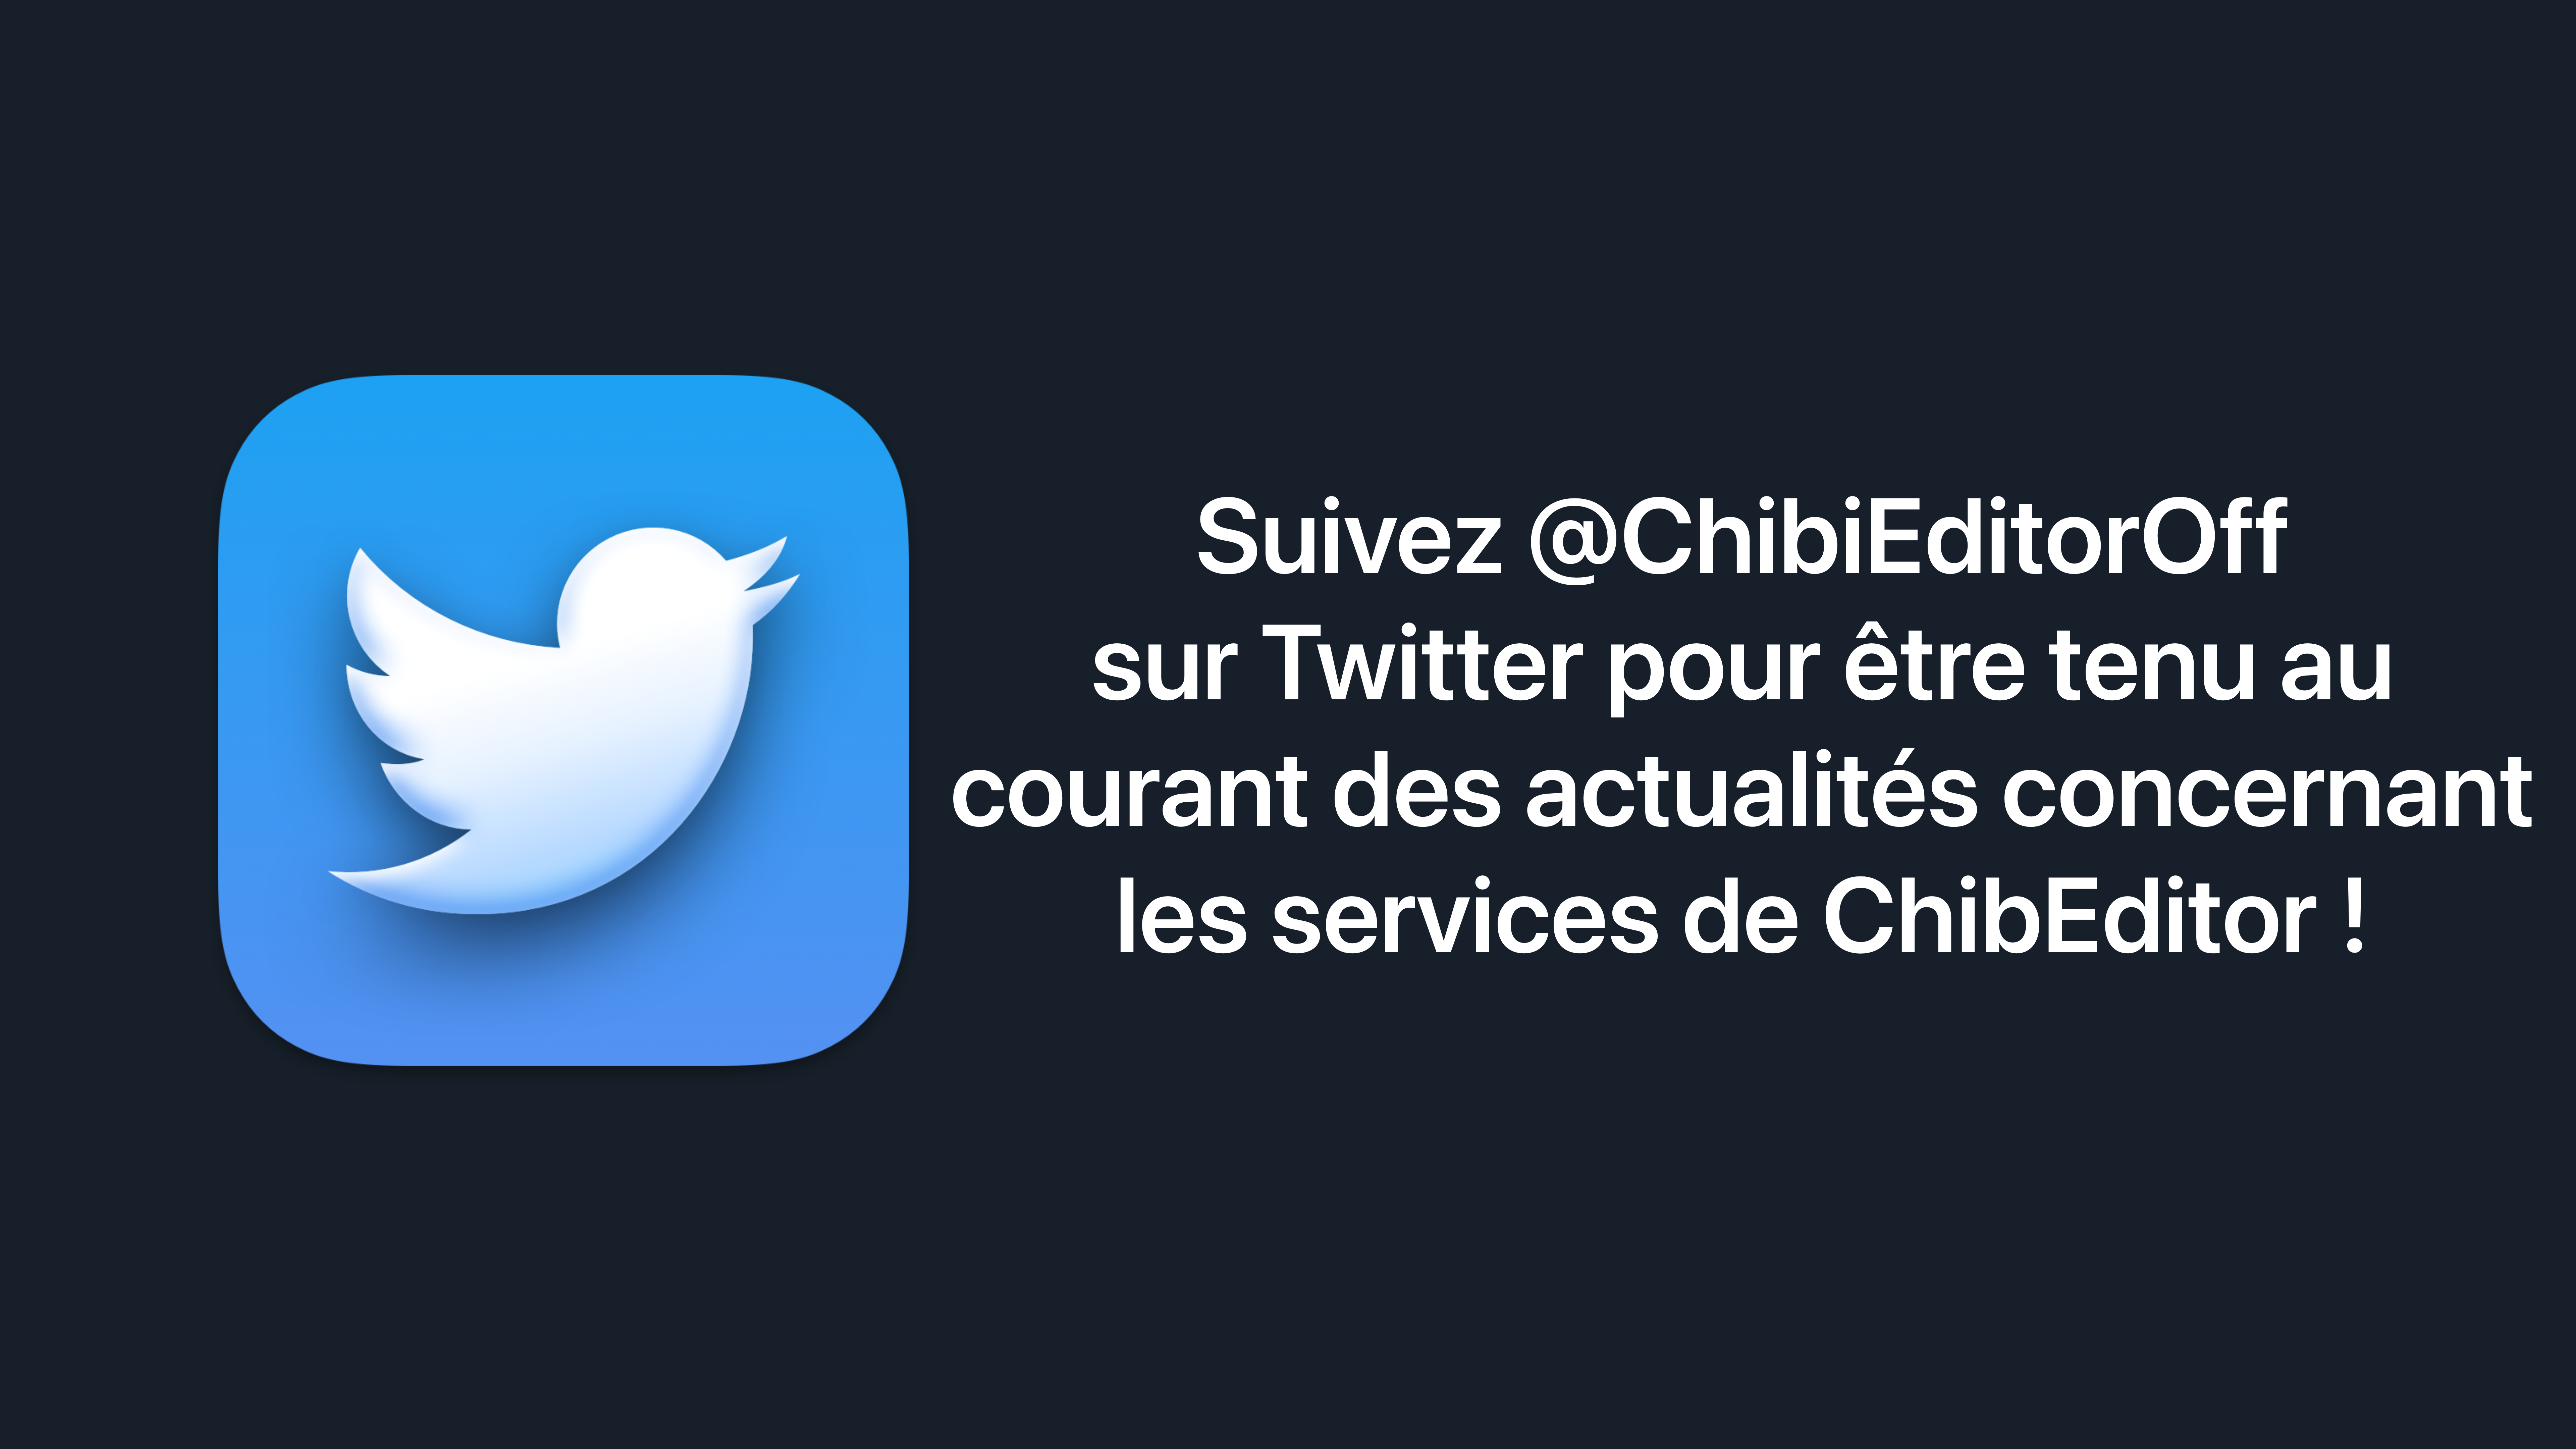 Suivez @ChibiEditorOff
sur Twitter pour être tenu au
courant des actualités concernant
les services de ChibEditor !